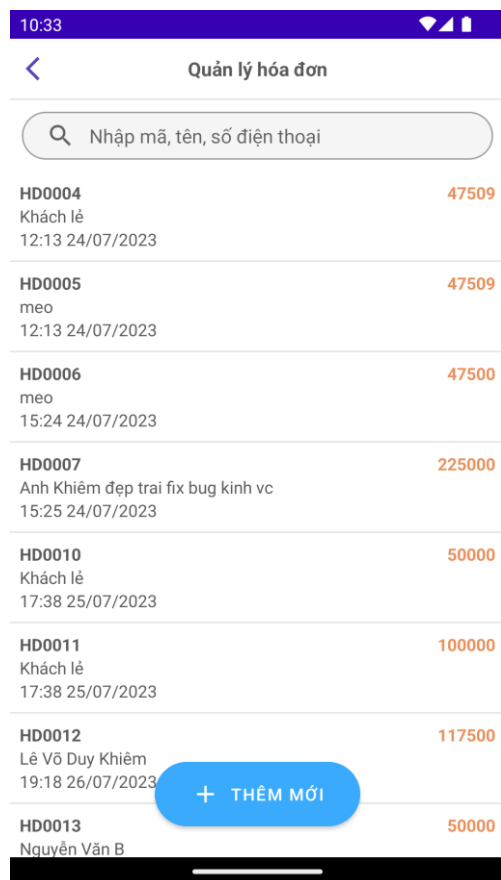 10:33
Quản lý hóa đơn
Nhập mã, tên, số điện thoại
HD0004 47509
Khách lẻ
12:13 24/07/2023
HD0005 47509
meo
12:13 24/07/2023
HD0006 47500
meo
15:24 24/07/2023
HD0007 225000
Anh Khiêm đẹp trai fix bug kinh vc
15:25 24/07/2023
HD0010 50000
Khách lẻ
17:38 25/07/2023
HD0011 100000
Khách lẻ
17:38 25/07/2023
HD0012 117500
Lê Võ Duy Khiêm
19:18 26/07/2023
+ THÊM MỚI
HD0013 50000
Nguyễn Văn B